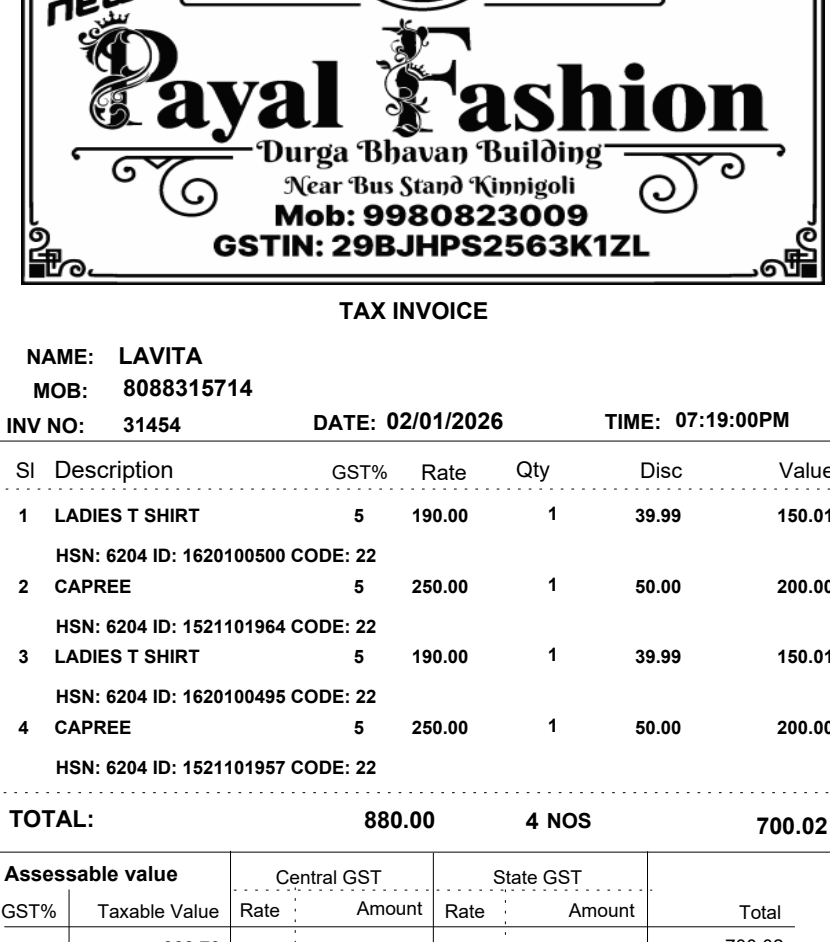 new
Payal Fashion
Durga Bhavan Building
Near Bus Stand Kinnigoli
Mob: 9980823009
GSTIN: 29BJHPS2563K1ZL
TAX INVOICE
NAME: LAVITA
MOB: 8088315714
INV NO: 31454 DATE: 02/01/2026 TIME: 07:19:00PM
Sl Description GST% Rate Qty Disc Value
1 LADIES T SHIRT 5 190.00 1 39.99 150.01
HSN: 6204 ID: 1620100500 CODE: 22
2 CAPREE 5 250.00 1 50.00 200.00
HSN: 6204 ID: 1521101964 CODE: 22
3 LADIES T SHIRT 5 190.00 1 39.99 150.01
HSN: 6204 ID: 1620100495 CODE: 22
4 CAPREE 5 250.00 1 50.00 200.00
HSN: 6204 ID: 1521101957 CODE: 22
TOTAL: 880.00 4 NOS 700.02
Assessable value Central GST State GST
GST% Taxable Value Rate Amount Rate Amount Total